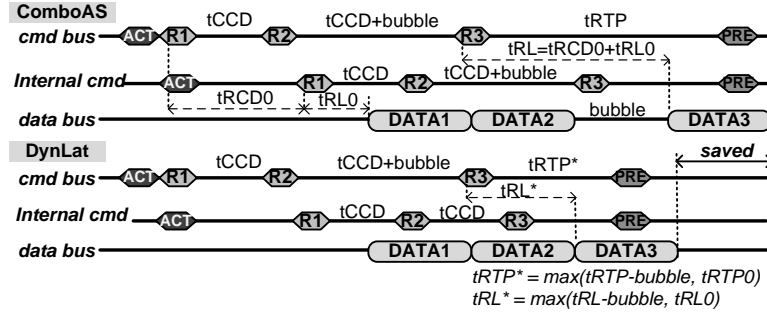 ComboAS
tCCD tCCD+bubble tRTP
cmd bus ACT R1 R2 R3 PRE
tRL=tRCD0+tRL0
Internal cmd ACT R1 tCCD R2 tCCD+bubble R3 PRE
tRCD0 tRL0
data bus DATA1 DATA2 bubble DATA3
DynLat
tCCD tCCD+bubble tRTP* saved
cmd bus ACT R1 R2 R3 PRE
tRL*
Internal cmd ACT R1 tCCD R2 tCCD R3 PRE
data bus DATA1 DATA2 DATA3
tRTP* = max(tRTP-bubble, tRTP0)
tRL* = max(tRL-bubble, tRL0)